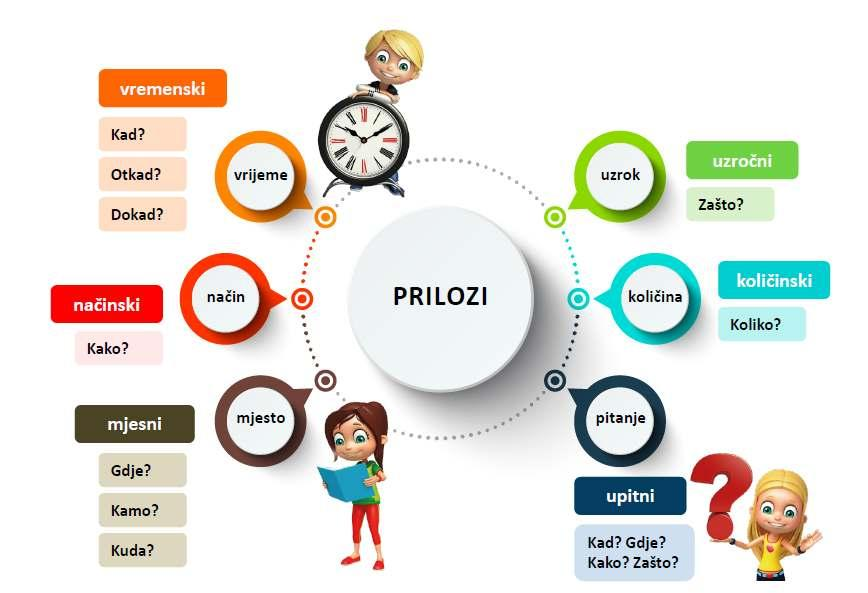 vremenski
Kad?
Otkad?
Dokad?
vrijeme
načinski
Kako?
način
mjesni
Gdje?
Kamo?
Kuda?
mjesto
PRILOZI
uzrok
uzročni
Zašto?
količina
količinski
Koliko?
pitanje
upitni
Kad? Gdje?
Kako? Zašto?
?